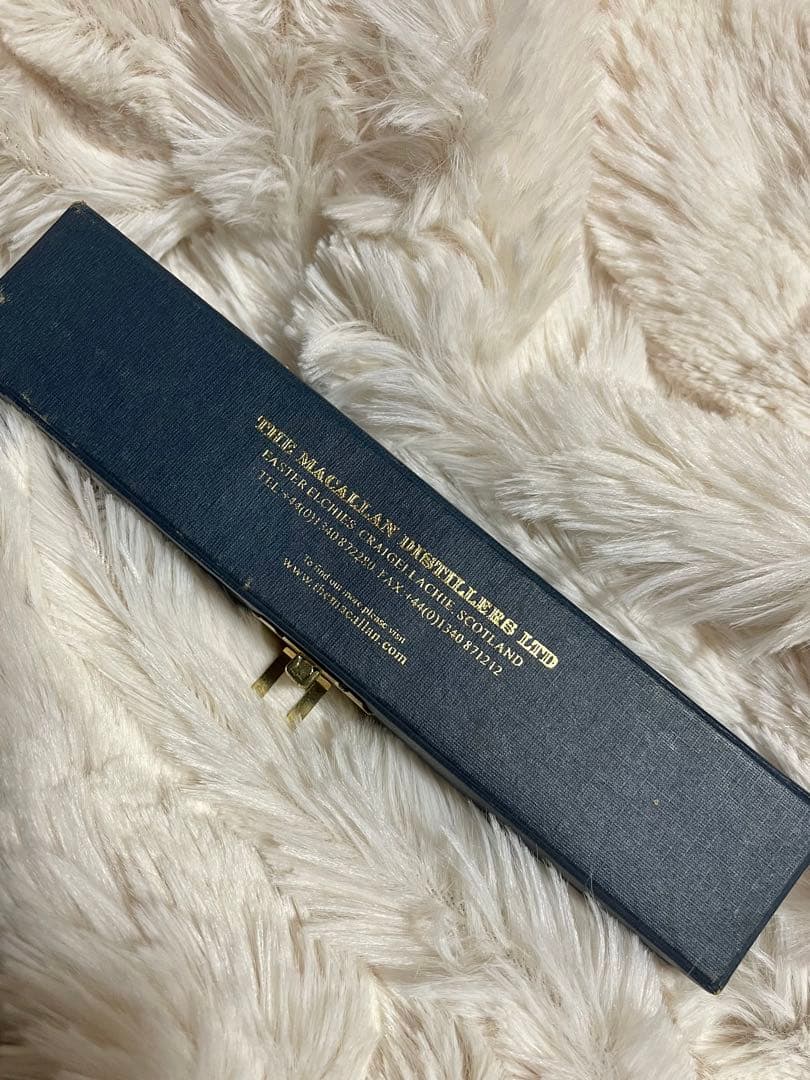 THE MACALLAN DISTILLERS LTD
EASTER ELCHIES, CRAIGELLACHIE, SCOTLAND
TEL:+44(0)1340 872280 FAX:+44(0)1340 871212
To find out more please visit
www.themacallan.com